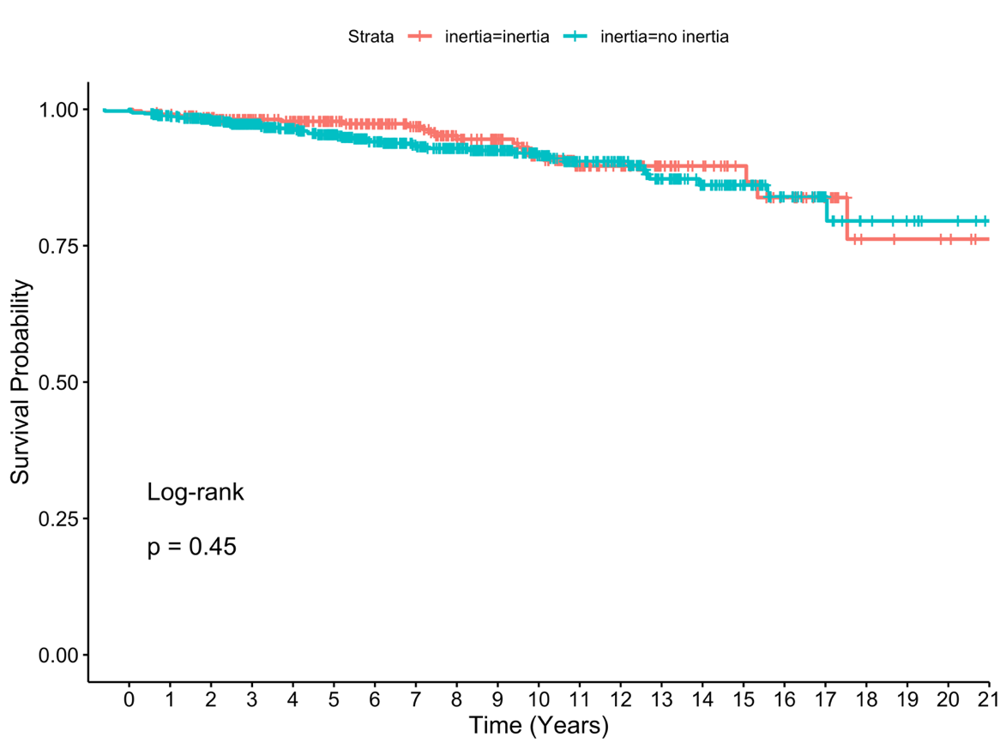 Strata inertia=inertia inertia=no inertia
1.00
0.75
0.50
0.25
0.00
Survival Probability
Log-rank
p = 0.45
0 1 2 3 4 5 6 7 8 9 10 11 12 13 14 15 16 17 18 19 20 21
Time (Years)